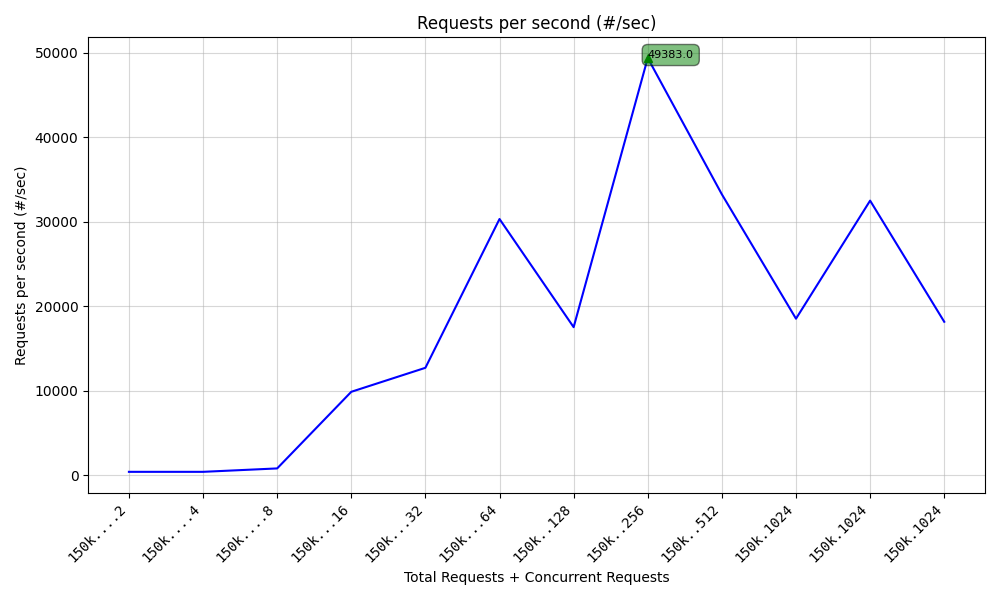 Requests per second (#/sec)
50000
49383.0
40000
30000
20000
10000
0
Requests per second (#/sec)
150k....2
150k....4
150k....8
150k...16
150k...32
150k...64
150k..128
150k..256
150k..512
150k.1024
150k.1024
150k.1024
Total Requests + Concurrent Requests